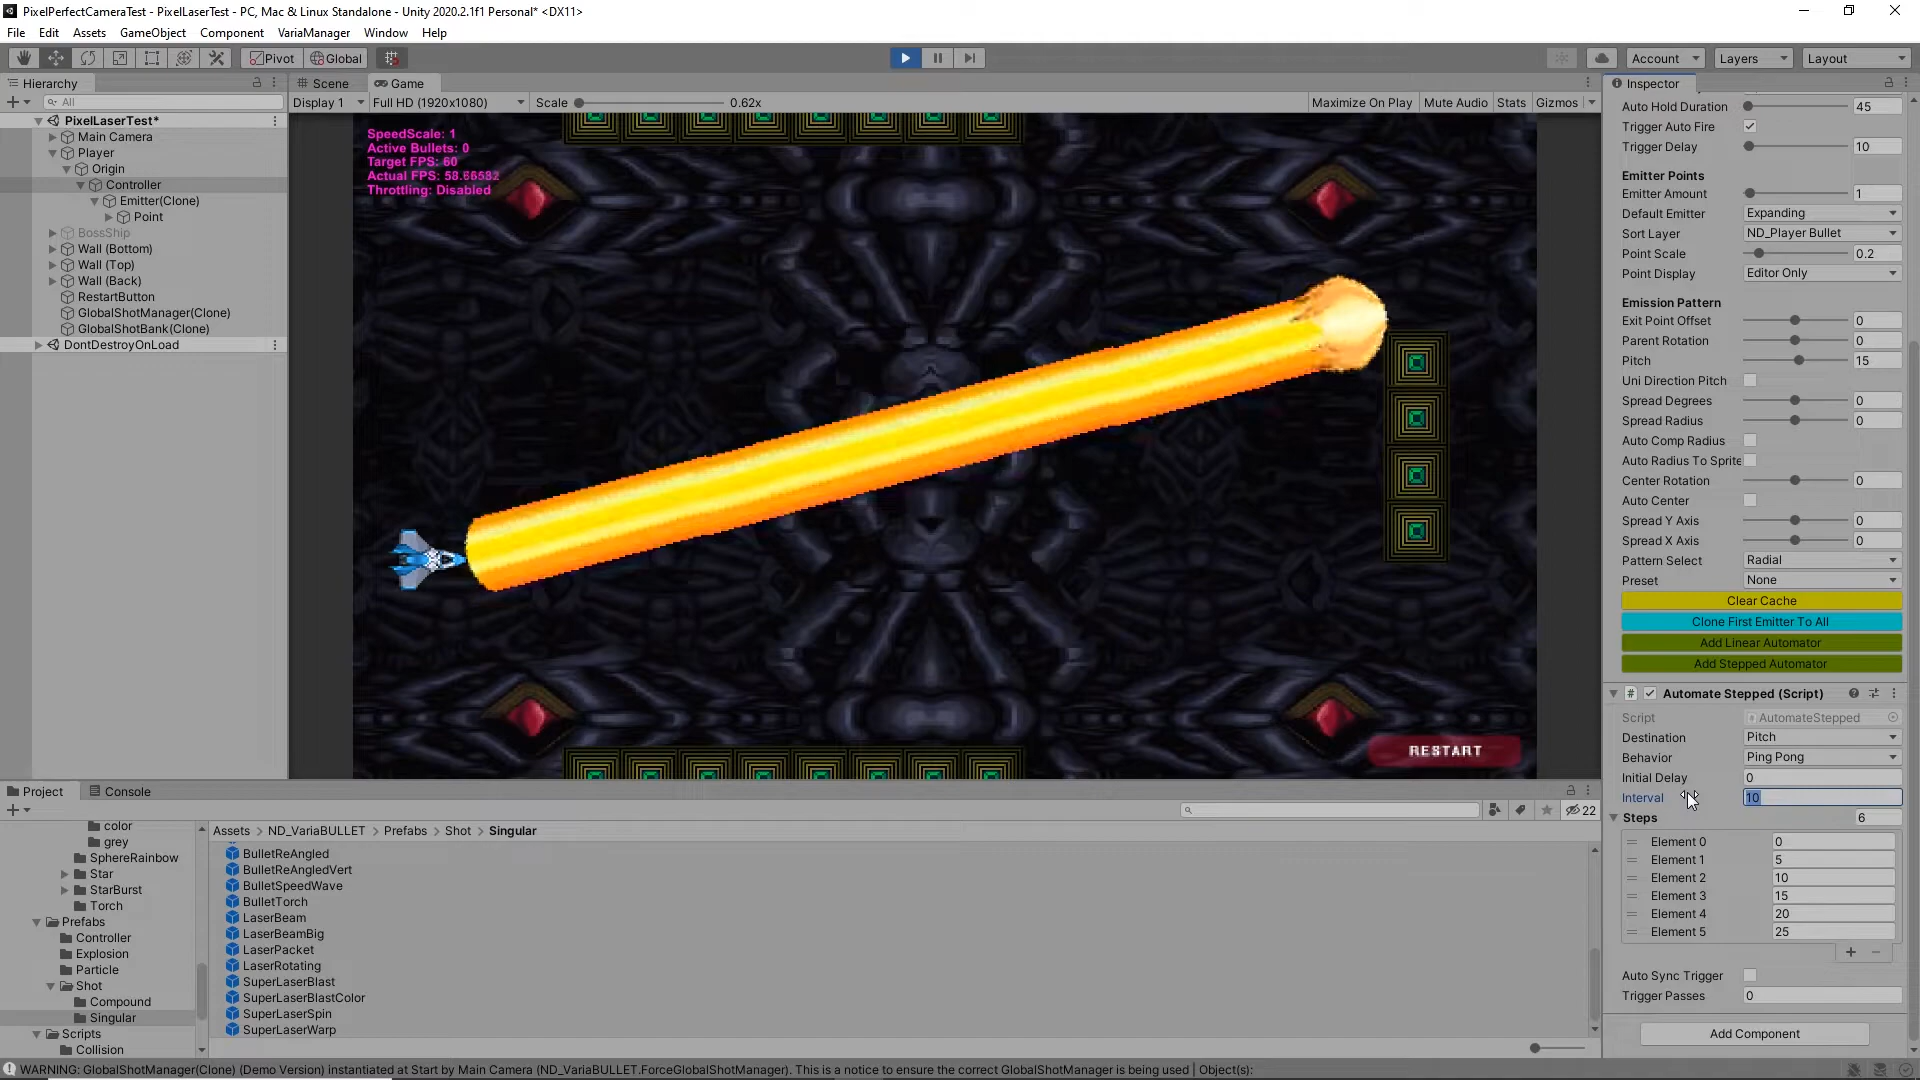 PixelPerfectCameraTest - PixelLaserTest - PC, Mac & Linux Standalone - Unity 2020.2.1f1 Personal* <DX11>
File Edit Assets GameObject Component VariaManager Window Help
Pivot Global Account Layers Layout
Hierarchy
All
PixelLaserTest*
Main Camera
Player
Origin
Controller
Emitter(Clone)
Point
BossShip
Wall (Bottom)
Wall (Top)
Wall (Back)
RestartButton
GlobalShotManager(Clone)
GlobalShotBank(Clone)
DontDestroyOnLoad
Scene Game
Display 1 Full HD (1920x1080) Scale 0.62x Maximize On Play Mute Audio Stats Gizmos
SpeedScale: 1
Active Bullets: 0
Target FPS: 60
Actual FPS: 58.66582
Throttling: Disabled
RESTART
Inspector
Auto Hold Duration 45
Trigger Auto Fire
Trigger Delay 10
Emitter Points
Emitter Amount 1
Default Emitter Expanding
Sort Layer ND_Player Bullet
Point Scale 0.2
Point Display Editor Only
Emission Pattern
Exit Point Offset 0
Parent Rotation 0
Pitch 15
Uni Direction Pitch
Spread Degrees 0
Spread Radius 0
Auto Comp Radius
Auto Radius To Sprite
Center Rotation 0
Auto Center
Spread Y Axis 0
Spread X Axis 0
Pattern Select Radial
Preset None
Clear Cache
Clone First Emitter To All
Add Linear Automator
Add Stepped Automator
# Automate Stepped (Script)
Script AutomateStepped
Destination Pitch
Behavior Ping Pong
Initial Delay 0
Interval 10
Steps 6
Element 0 0
Element 1 5
Element 2 10
Element 3 15
Element 4 20
Element 5 25
+ -
Auto Sync Trigger
Trigger Passes 0
Add Component
Project Console
22
color
grey
SphereRainbow
Star
StarBurst
Torch
Prefabs
Controller
Explosion
Particle
Shot
Compound
Singular
Scripts
Collision
Assets > ND_VariaBULLET > Prefabs > Shot > Singular
BulletReAngled
BulletReAngledVert
BulletSpeedWave
BulletTorch
LaserBeam
LaserBeamBig
LaserPacket
LaserRotating
SuperLaserBlast
SuperLaserBlastColor
SuperLaserSpin
SuperLaserWarp
WARNING: GlobalShotManager(Clone) (Demo Version) instantiated at Start by Main Camera (ND_VariaBULLET.ForceGlobalShotManager). This is a notice to ensure the correct GlobalShotManager is being used | Object(s):